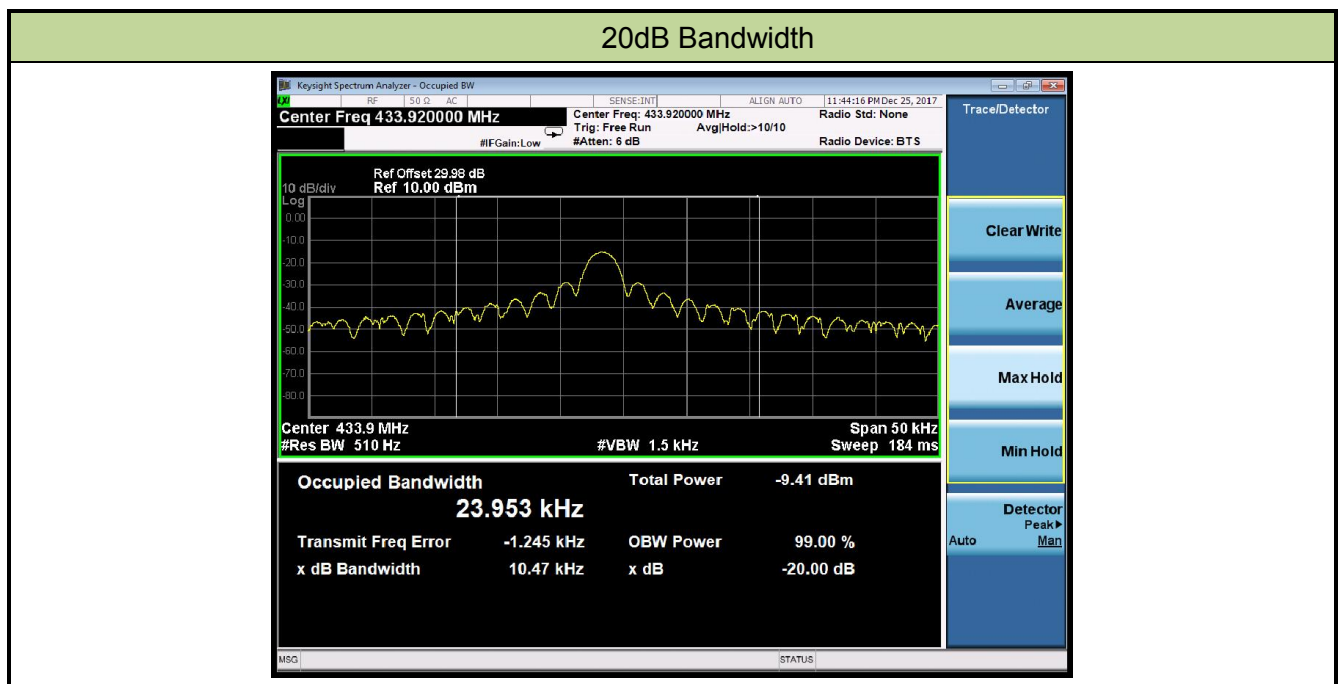 20dB Bandwidth
Keysight Spectrum Analyzer - Occupied BW
LXI RF 50 Ω AC SENSE:INT ALIGN AUTO 11:44:16 PM Dec 25, 2017
Center Freq 433.920000 MHz
Center Freq: 433.920000 MHz Radio Std: None
Trig: Free Run Avg|Hold:>10/10
#IFGain:Low #Atten: 6 dB Radio Device: BTS
Trace/Detector
Ref Offset 29.98 dB
10 dB/div Ref 10.00 dBm
Log
0.00
-10.0
-20.0
-30.0
-40.0
-50.0
-60.0
-70.0
-80.0
Center 433.9 MHz Span 50 kHz
#Res BW 510 Hz #VBW 1.5 kHz Sweep 184 ms
Occupied Bandwidth Total Power -9.41 dBm
23.953 kHz
Transmit Freq Error -1.245 kHz OBW Power 99.00 %
x dB Bandwidth 10.47 kHz x dB -20.00 dB
Clear Write
Average
Max Hold
Min Hold
Detector
Peak▶
Auto Man
MSG STATUS